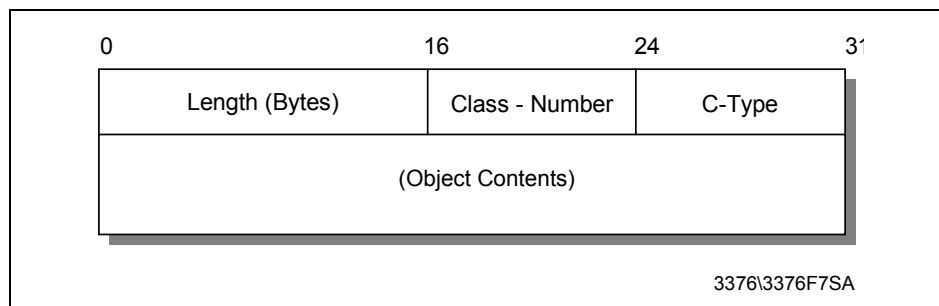 0 16 24 31
Length (Bytes) Class - Number C-Type
(Object Contents)
3376\3376F7SA